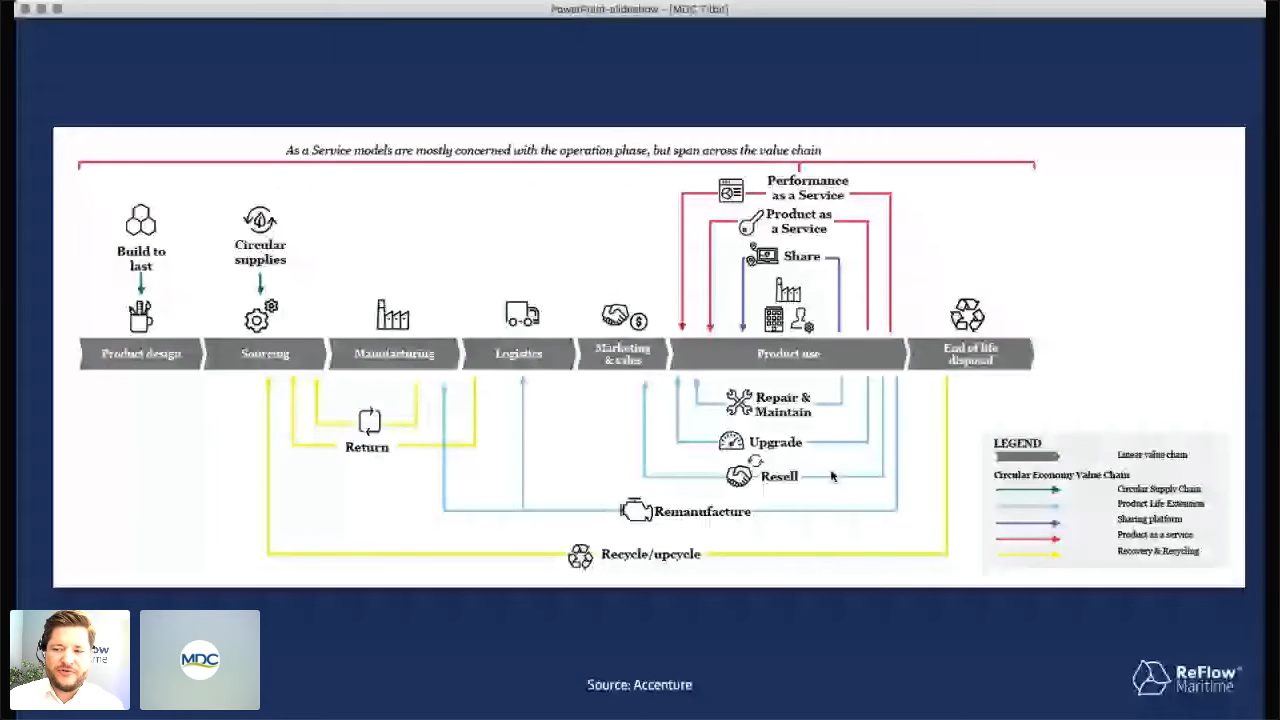 PowerPoint-slideshow - [MDC Titbit]
As a Service models are mostly concerned with the operation phase, but span across the value chain
Performance
as a Service
Product as
a Service
Share
Build to
last
Circular
supplies
Product design
Sourcing
Manufacturing
Logistics
Marketing
& sales
Product use
End of life
disposal
Repair &
Maintain
Return
Upgrade
Resell
Remanufacture
Recycle/upcycle
LEGEND
Linear value chain
Circular Economy Value Chain
Circular Supply Chain
Product Life Extension
Sharing platform
Product as a service
Recovery & Recycling
MDC
Source: Accenture
ReFlow
Maritime